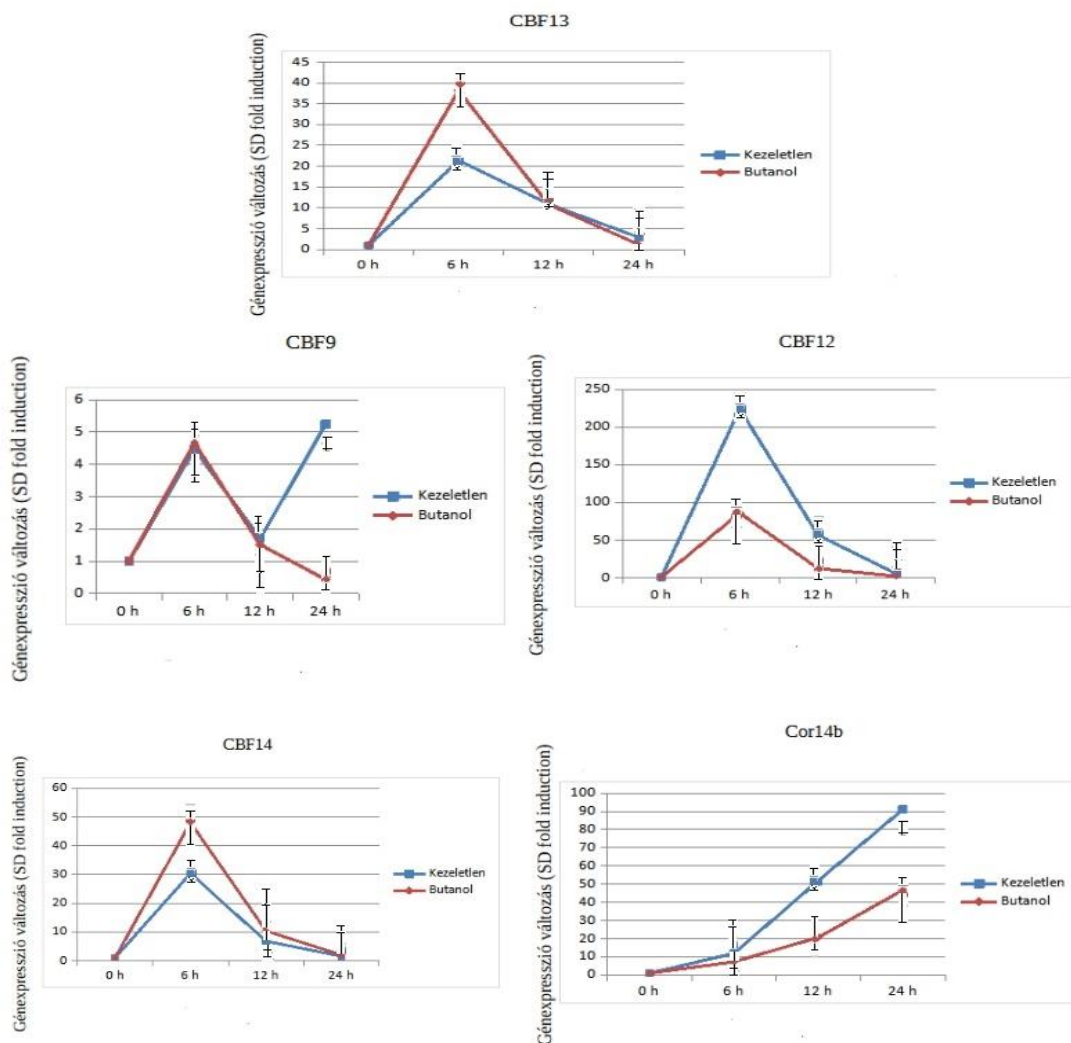 CBF13
Génexpresszió változás (SD fold induction)
45
40
35
30
25
20
15
10
5
0
0 h
6 h
12 h
24 h
Kezeletlen
Butanol
CBF9
Génexpresszió változás (SD fold induction)
6
5
4
3
2
1
0
0 h
6 h
12 h
24 h
Kezeletlen
Butanol
CBF12
Génexpresszió változás (SD fold induction)
250
200
150
100
50
0
0 h
6 h
12 h
24 h
Kezeletlen
Butanol
CBF14
Génexpresszió változás (SD fold induction)
60
50
40
30
20
10
0
0 h
6 h
12 h
24 h
Kezeletlen
Butanol
Cor14b
Génexpresszió változás (SD fold induction)
100
90
80
70
60
50
40
30
20
10
0
0 h
6 h
12 h
24 h
Kezeletlen
Butanol